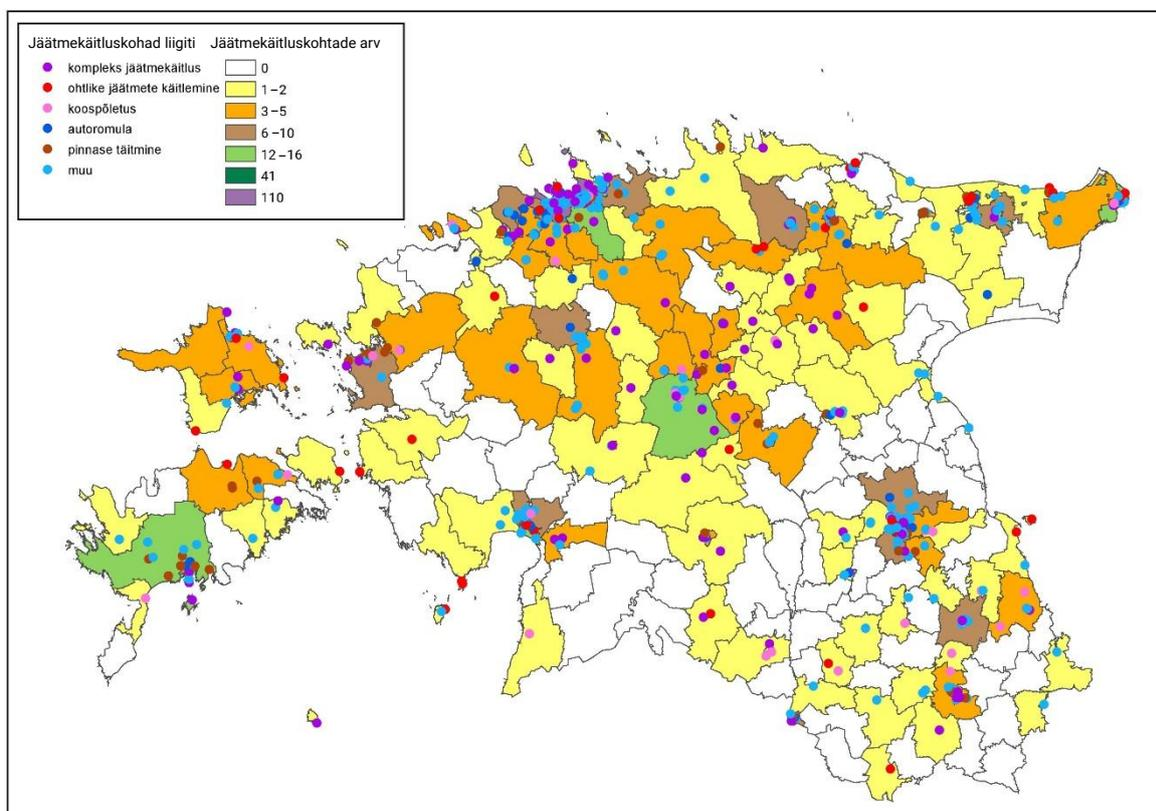 Jäätmekäitluskohad liigiti
kompleks jäätmekäitlus
ohtlike jäätmete käitlemine
koospõletus
autoromula
pinnase täitmine
muu
Jäätmekäitluskohtade arv
0
1–2
3–5
6–10
12–16
41
110